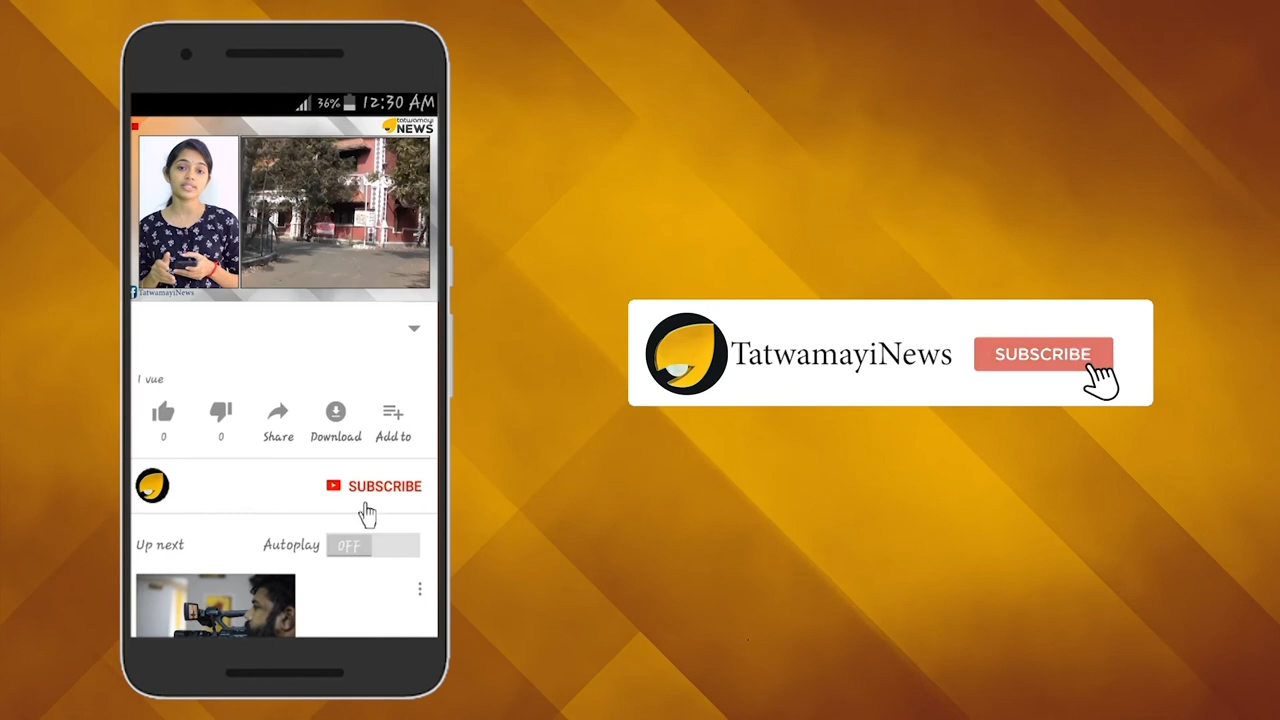 36% 12:30 AM
tatwamayi
NEWS
TatwamayiNews
1 vue
0 0 Share Download Add to
SUBSCRIBE
Up next Autoplay OFF
TatwamayiNews SUBSCRIBE